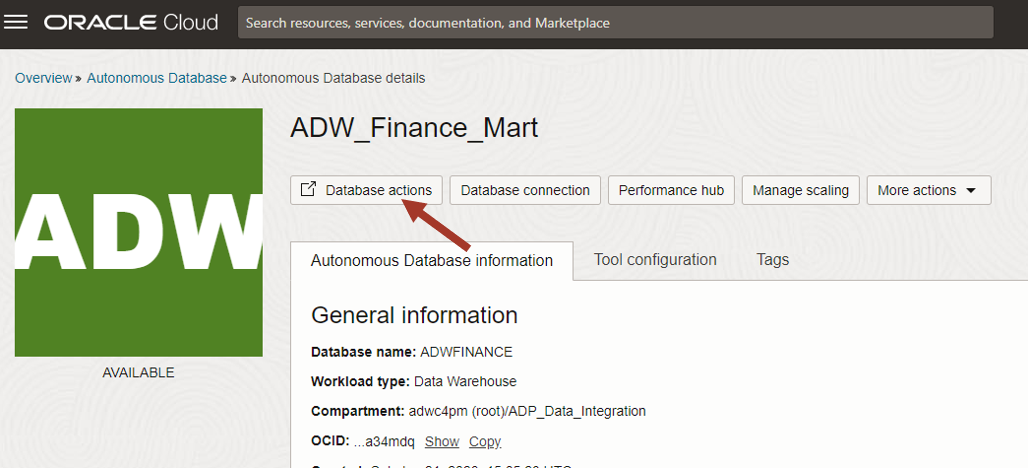 ORACLE Cloud
Search resources, services, documentation, and Marketplace
Overview » Autonomous Database » Autonomous Database details
ADW
AVAILABLE
ADW_Finance_Mart
Database actions
Database connection
Performance hub
Manage scaling
More actions
Autonomous Database information
Tool configuration
Tags
General information
Database name: ADWFINANCE
Workload type: Data Warehouse
Compartment: adwc4pm (root)/ADP_Data_Integration
OCID: ...a34mdq Show Copy